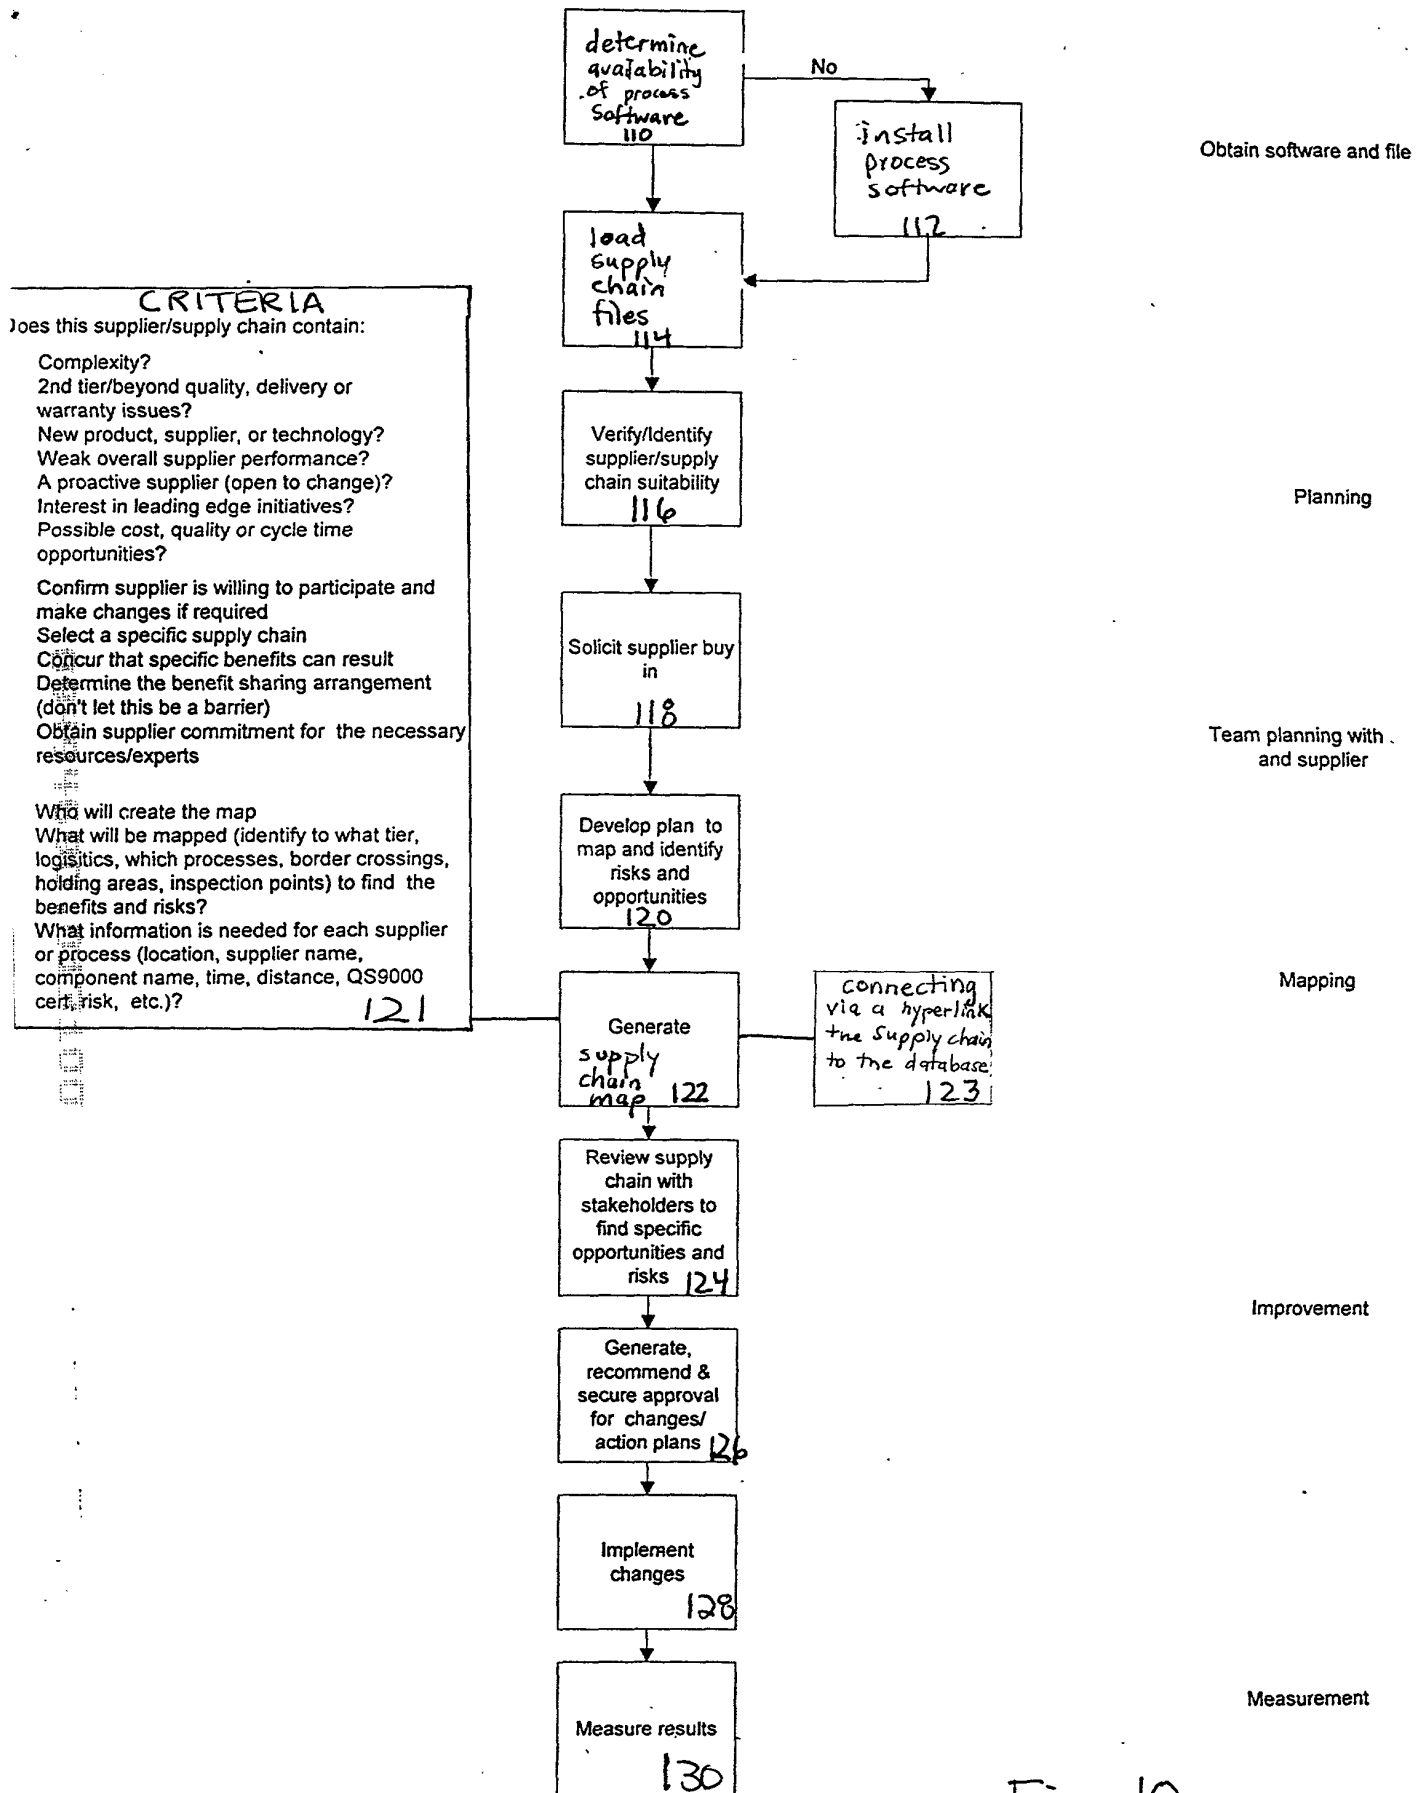 determine
availability
of process
Software
110
No
install
process
software
112
Obtain software and file
load
supply
chain
files
114
CRITERIA
Does this supplier/supply chain contain:
Complexity?
2nd tier/beyond quality, delivery or
warranty issues?
New product, supplier, or technology?
Weak overall supplier performance?
A proactive supplier (open to change)?
Interest in leading edge initiatives?
Possible cost, quality or cycle time
opportunities?
Confirm supplier is willing to participate and
make changes if required
Select a specific supply chain
Concur that specific benefits can result
Determine the benefit sharing arrangement
(don't let this be a barrier)
Obtain supplier commitment for the necessary
resources/experts
Who will create the map
What will be mapped (identify to what tier,
logisitics, which processes, border crossings,
holding areas, inspection points) to find the
benefits and risks?
What information is needed for each supplier
or process (location, supplier name,
component name, time, distance, QS9000
cert, risk, etc.)?
121
Verify/Identify
supplier/supply
chain suitability
116
Planning
Solicit supplier buy
in
118
Team planning with
and supplier
Develop plan to
map and identify
risks and
opportunities
120
Mapping
Generate
supply
chain
map 122
connecting
via a hyperlink
the Supply chain
to the database
123
Review supply
chain with
stakeholders to
find specific
opportunities and
risks 124
Improvement
Generate,
recommend &
secure approval
for changes/
action plans 126
Implement
changes
128
Measurement
Measure results
130